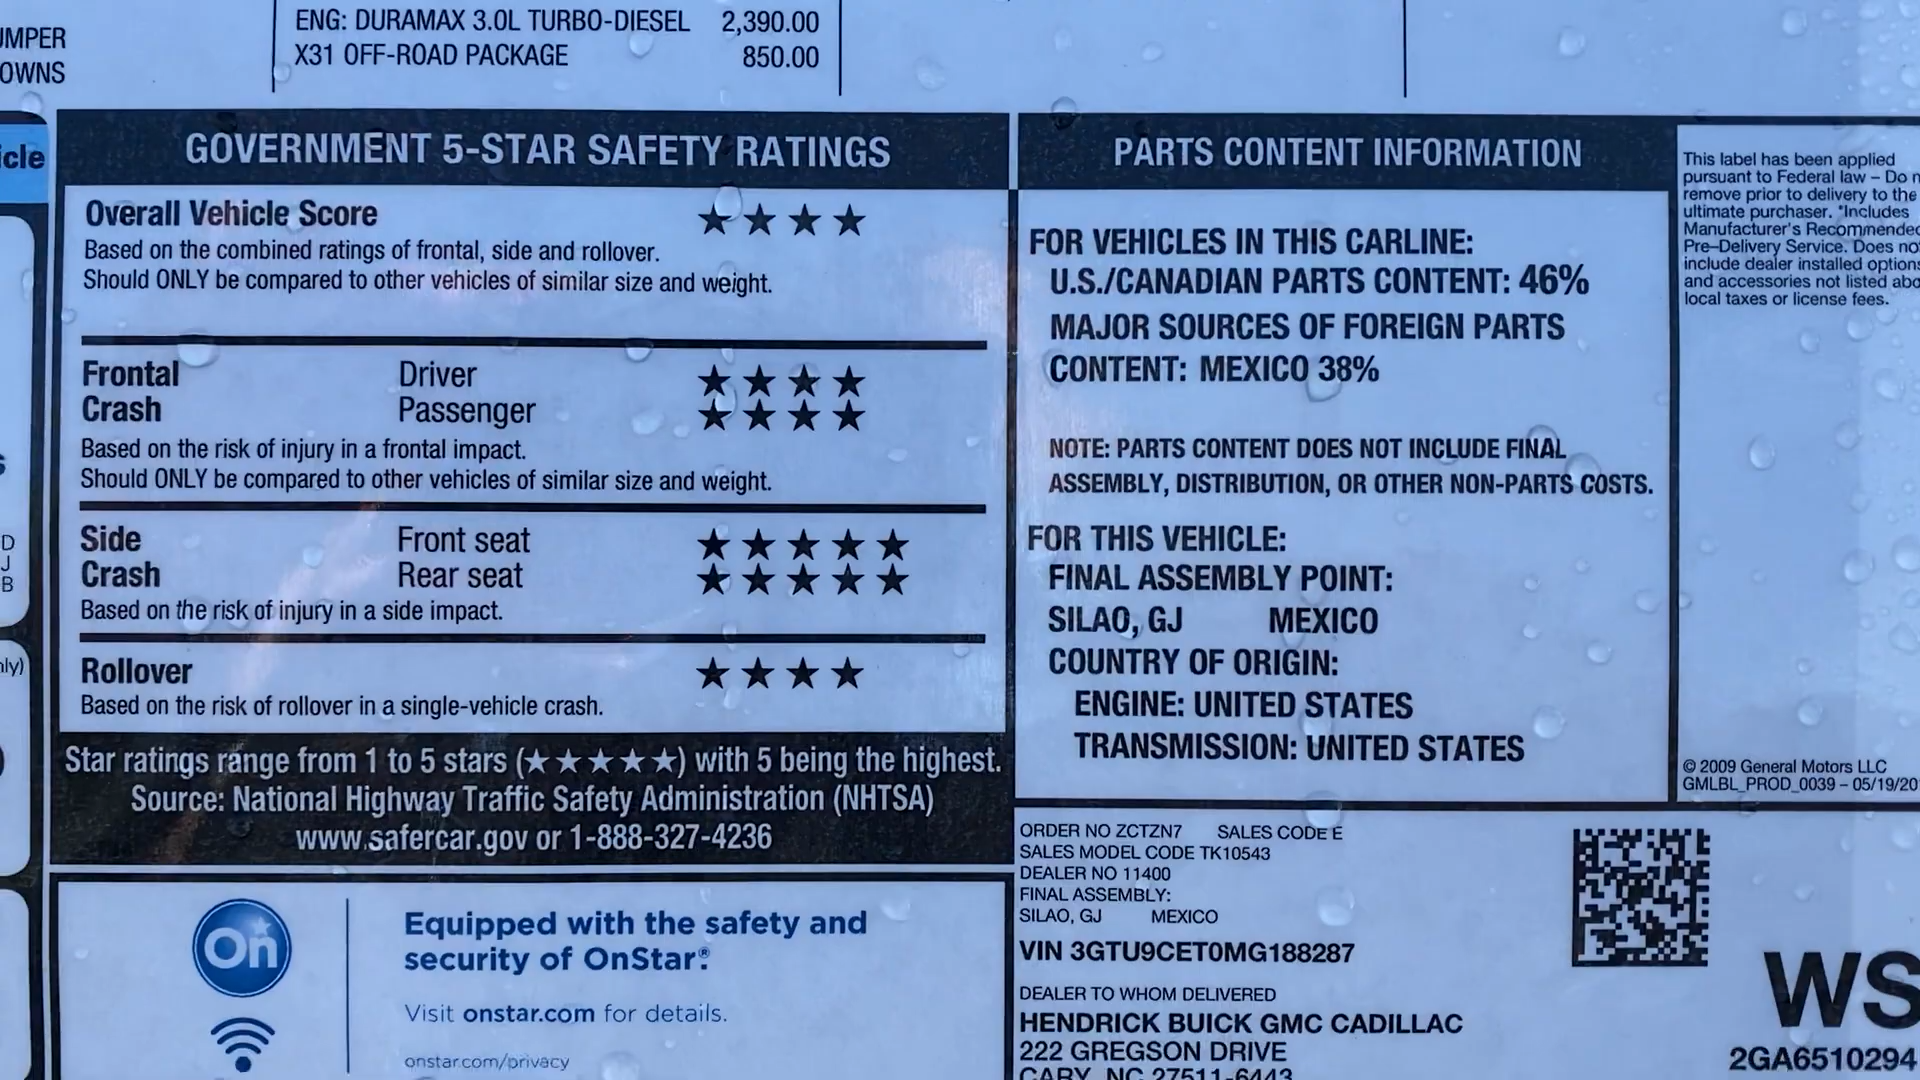 UMPER
OWNS
ENG: DURAMAX 3.0L TURBO-DIESEL 2,390.00
X31 OFF-ROAD PACKAGE 850.00
icle
D
J
B
nly)
GOVERNMENT 5-STAR SAFETY RATINGS
Overall Vehicle Score ★★★★
Based on the combined ratings of frontal, side and rollover.
Should ONLY be compared to other vehicles of similar size and weight.
Frontal Driver ★★★★
Crash Passenger ★★★★
Based on the risk of injury in a frontal impact.
Should ONLY be compared to other vehicles of similar size and weight.
Side Front seat ★★★★★
Crash Rear seat ★★★★★
Based on the risk of injury in a side impact.
Rollover ★★★★
Based on the risk of rollover in a single-vehicle crash.
Star ratings range from 1 to 5 stars (★★★★★) with 5 being the highest.
Source: National Highway Traffic Safety Administration (NHTSA)
www.safercar.gov or 1-888-327-4236
On
Equipped with the safety and
security of OnStar®.
Visit onstar.com for details.
onstar.com/privacy
PARTS CONTENT INFORMATION
FOR VEHICLES IN THIS CARLINE:
U.S./CANADIAN PARTS CONTENT: 46%
MAJOR SOURCES OF FOREIGN PARTS
CONTENT: MEXICO 38%
NOTE: PARTS CONTENT DOES NOT INCLUDE FINAL
ASSEMBLY, DISTRIBUTION, OR OTHER NON-PARTS COSTS.
FOR THIS VEHICLE:
FINAL ASSEMBLY POINT:
SILAO, GJ MEXICO
COUNTRY OF ORIGIN:
ENGINE: UNITED STATES
TRANSMISSION: UNITED STATES
This label has been applied
pursuant to Federal law – Do n
remove prior to delivery to the
ultimate purchaser. *Includes
Manufacturer's Recommended
Pre–Delivery Service. Does not
include dealer installed options
and accessories not listed abo
local taxes or license fees.
© 2009 General Motors LLC
GMLBL_PROD_0039 – 05/19/201
ORDER NO ZCTZN7 SALES CODE E
SALES MODEL CODE TK10543
DEALER NO 11400
FINAL ASSEMBLY:
SILAO, GJ MEXICO
VIN 3GTU9CET0MG188287
DEALER TO WHOM DELIVERED
HENDRICK BUICK GMC CADILLAC
222 GREGSON DRIVE
CARY, NC 27511-6443
WS
2GA6510294